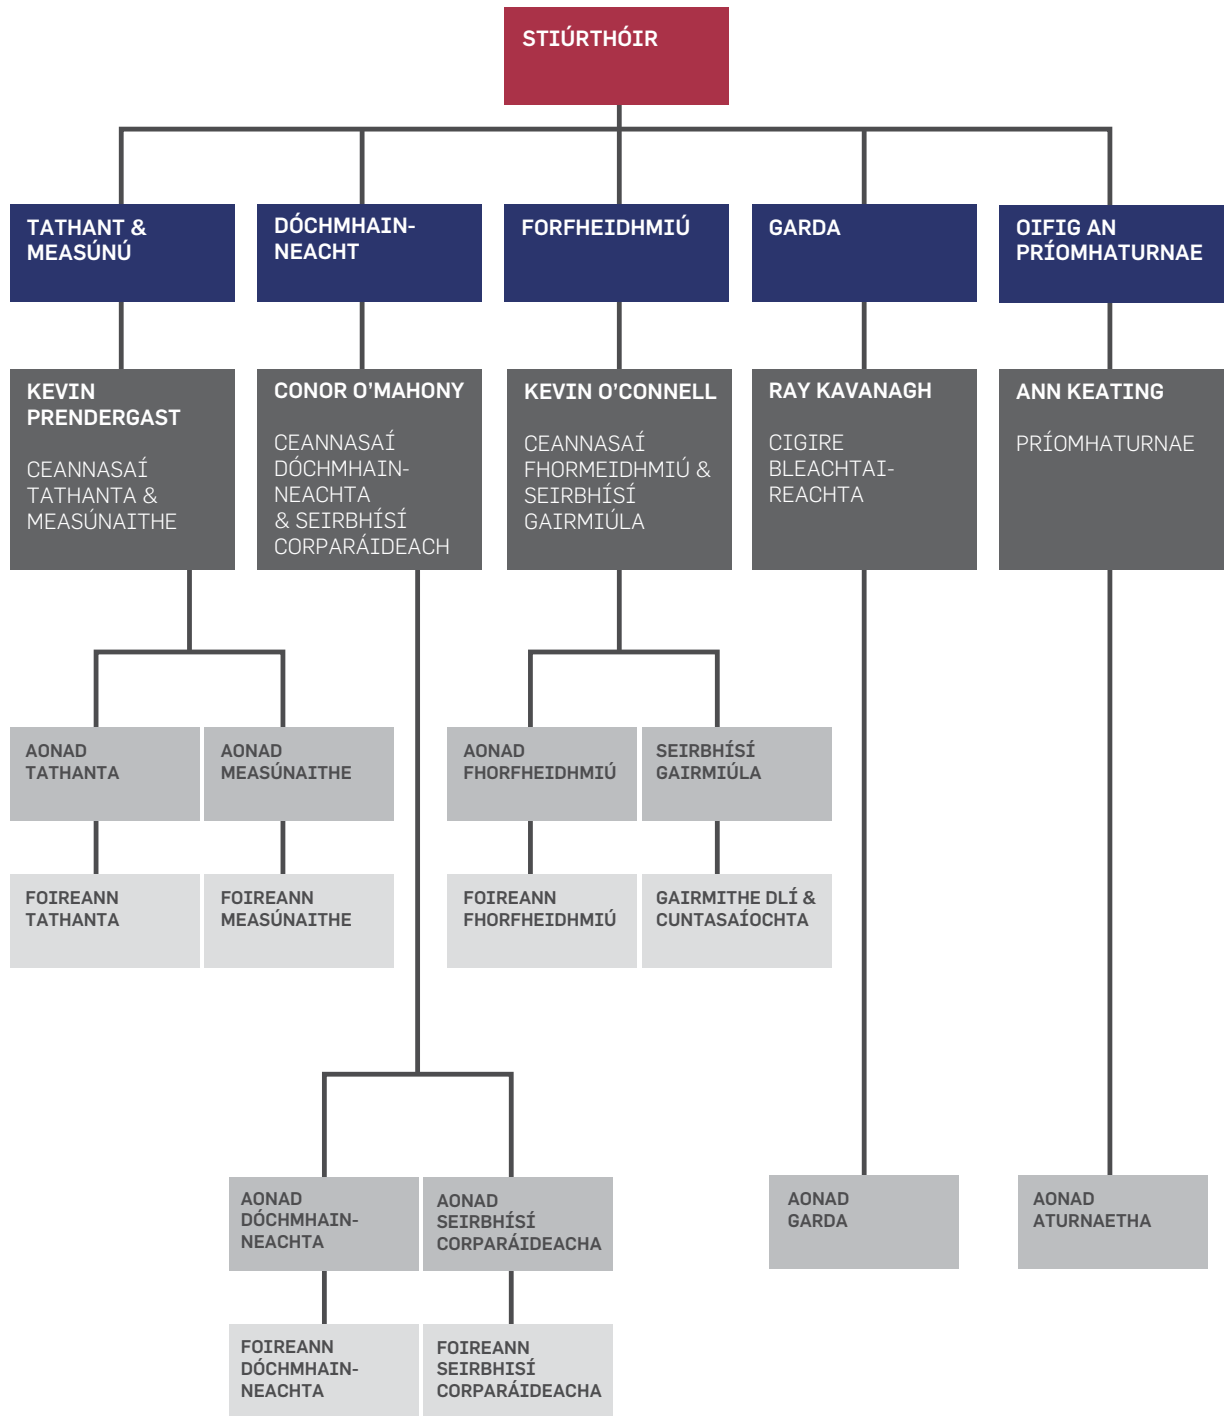 STIÚRTHÓIR
TATHANT &
MEASÚNÚ
DÓCHMHAIN-
NEACHT
FORFHEIDHMIÚ
GARDA
OIFIG AN
PRÍOMHATURNAE
KEVIN
PRENDERGAST
CEANNASAÍ
TATHANTA &
MEASÚNAITHE
CONOR O’MAHONY
CEANNASAÍ
DÓCHMHAIN-
NEACHTA
& SEIRBHÍSÍ
CORPARÁIDEACH
KEVIN O’CONNELL
CEANNASAÍ
FHORMEIDHMIÚ &
SEIRBHÍSÍ
GAIRMIÚLA
RAY KAVANAGH
CIGIRE
BLEACHTAI-
REACHTA
ANN KEATING
PRÍOMHATURNAE
AONAD
TATHANTA
AONAD
MEASÚNAITHE
AONAD
FHORFHEIDHMIÚ
SEIRBHÍSÍ
GAIRMIÚLA
FOIREANN
TATHANTA
FOIREANN
MEASÚNAITHE
FOIREANN
FHORFHEIDHMIÚ
GAIRMITHE DLÍ &
CUNTASAÍOCHTA
AONAD
DÓCHMHAIN-
NEACHTA
AONAD
SEIRBHÍSÍ
CORPARÁIDEACHA
AONAD
GARDA
AONAD
ATURNAETHA
FOIREANN
DÓCHMHAIN-
NEACHTA
FOIREANN
SEIRBHISÍ
CORPARÁIDEACHA